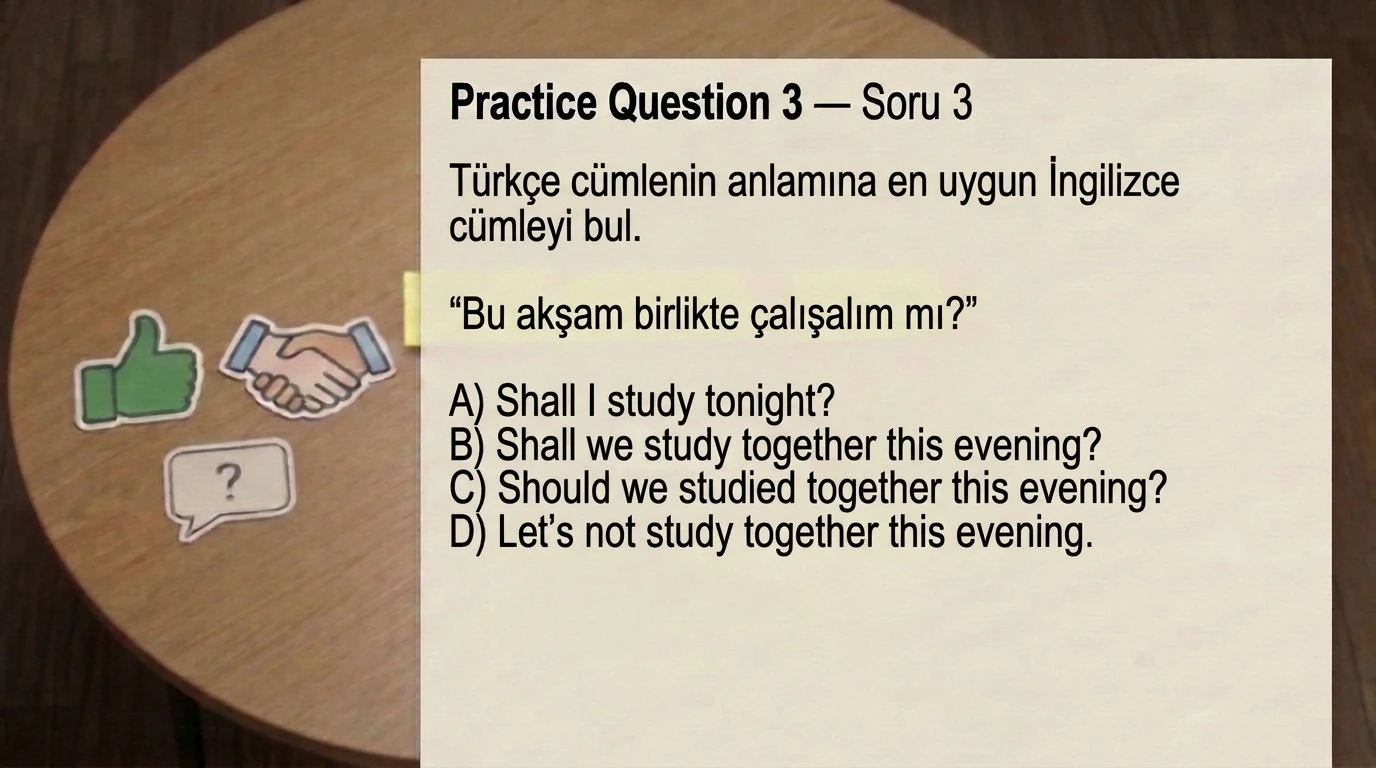 Practice Question 3 — Soru 3
Türkçe cümlenin anlamına en uygun İngilizce
cümleyi bul.
“Bu akşam birlikte çalışalım mı?”
A) Shall I study tonight?
B) Shall we study together this evening?
C) Should we studied together this evening?
D) Let’s not study together this evening.
?